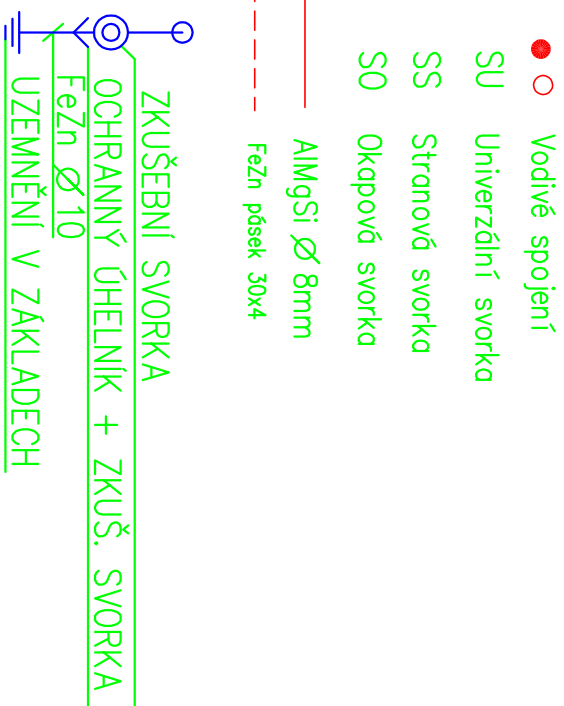 Vodivé spojení
SU Univerzální svorka
SS Stranová svorka
SO Okapová svorka
AlMgSi Ø 8mm
FeZn pásek 30x4
ZKUŠEBNÍ SVORKA
OCHRANNÝ ÚHELNÍK + ZKUŠ. SVORKA
FeZn Ø 10
UZEMNĚNÍ V ZÁKLADECH